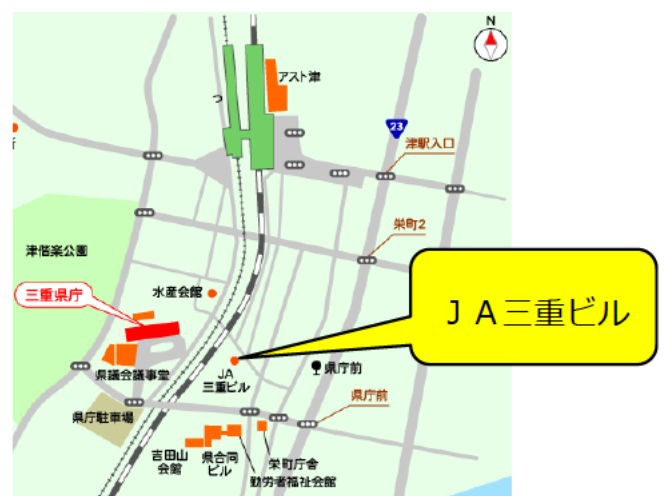 N
アスト津
つ
23
津駅入口
栄町2
津偕楽公園
三重県庁
水産会館
ＪＡ三重ビル
県議会議事堂
JA
三重ビル
県庁前
県庁前
県庁駐車場
吉田山
会館
県合同
ビル
栄町庁舎
勤労者福祉会館